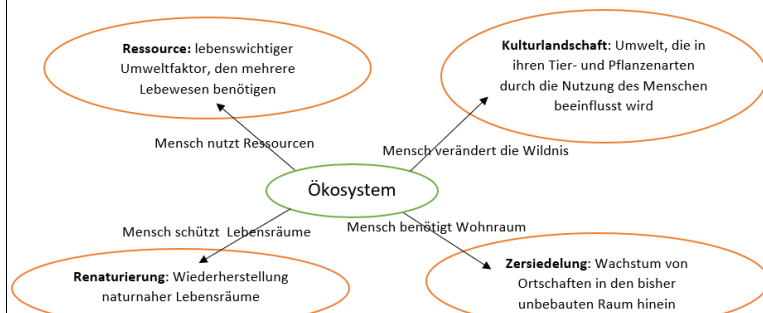 Ressource: lebenswichtiger
Umweltfaktor, den mehrere
Lebewesen benötigen
Kulturlandschaft: Umwelt, die in
ihren Tier- und Pflanzenarten
durch die Nutzung des Menschen
beeinflusst wird
Mensch nutzt Ressourcen
Mensch verändert die Wildnis
Ökosystem
Mensch schützt Lebensräume
Mensch benötigt Wohnraum
Renaturierung: Wiederherstellung
naturnaher Lebensräume
Zersiedelung: Wachstum von
Ortschaften in den bisher
unbebauten Raum hinein